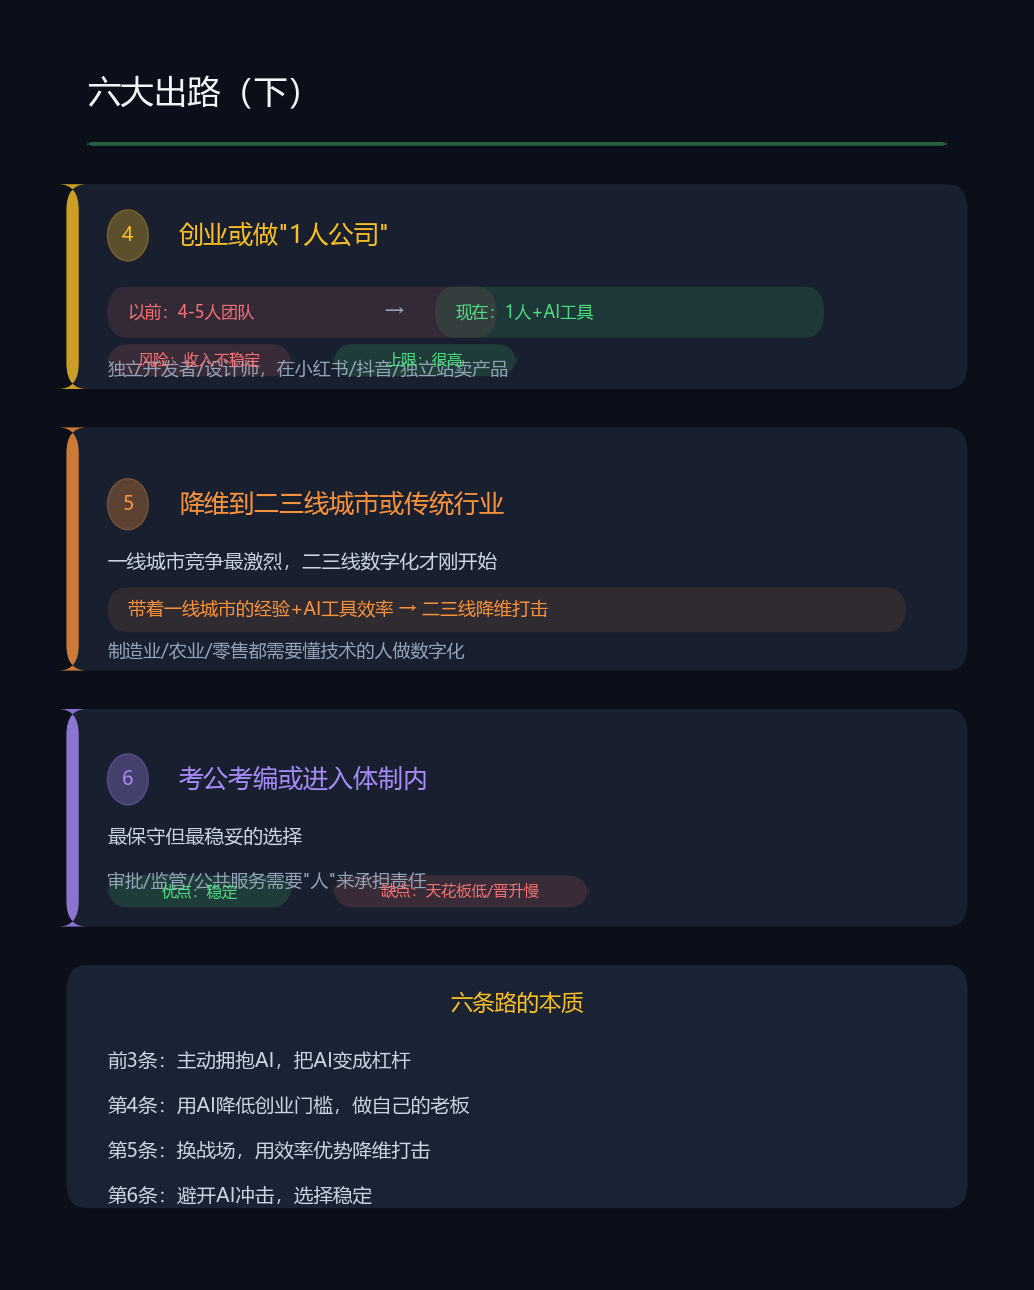 六大出路（下）
4
创业或做"1人公司"
以前：4-5人团队 → 现在：1人+AI工具
风险：收入不稳定 上限：很高
独立开发者/设计师，在小红书/抖音/独立站卖产品
5
降维到二三线城市或传统行业
一线城市竞争最激烈，二三线数字化才刚开始
带着一线城市的经验+AI工具效率 → 二三线降维打击
制造业/农业/零售都需要懂技术的人做数字化
6
考公考编或进入体制内
最保守但最稳妥的选择
审批/监管/公共服务需要"人"来承担责任
优点：稳定 缺点：天花板低/晋升慢
六条路的本质
前3条：主动拥抱AI，把AI变成杠杆
第4条：用AI降低创业门槛，做自己的老板
第5条：换战场，用效率优势降维打击
第6条：避开AI冲击，选择稳定